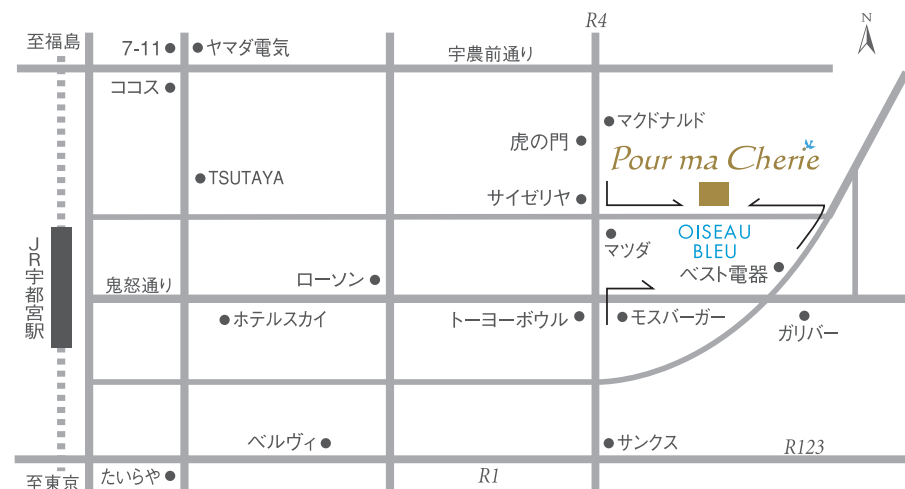 R4
N
至福島
7-11
ヤマダ電気
宇農前通り
ココス
マクドナルド
虎の門
Pour ma Cherie
TSUTAYA
サイゼリヤ
OISEAU
BLEU
マツダ
JR宇都宮駅
ベスト電器
鬼怒通り
ローソン
ホテルスカイ
トーヨーボウル
モスバーガー
ガリバー
ベルヴィ
サンクス
R123
至東京
たいらや
R1